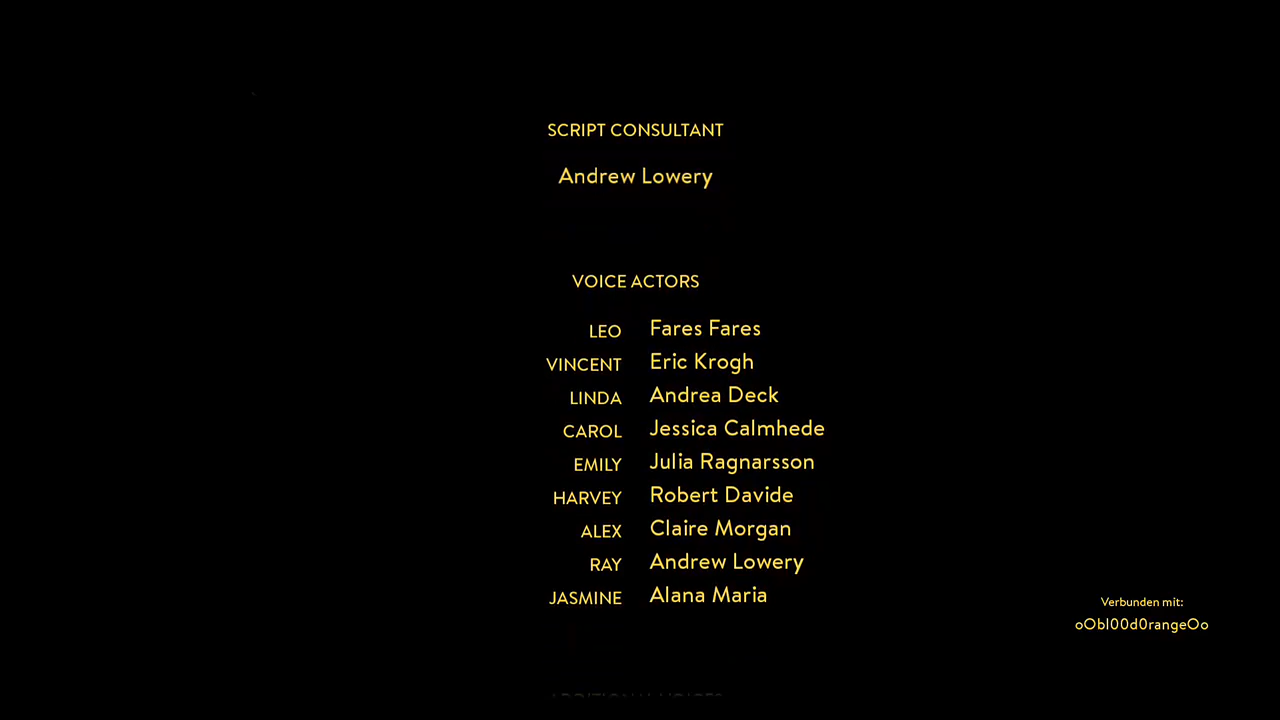 SCRIPT CONSULTANT
Andrew Lowery
VOICE ACTORS
LEO Fares Fares
VINCENT Eric Krogh
LINDA Andrea Deck
CAROL Jessica Calmhede
EMILY Julia Ragnarsson
HARVEY Robert Davide
ALEX Claire Morgan
RAY Andrew Lowery
JASMINE Alana Maria
Verbunden mit:
oObl00d0rangeOo